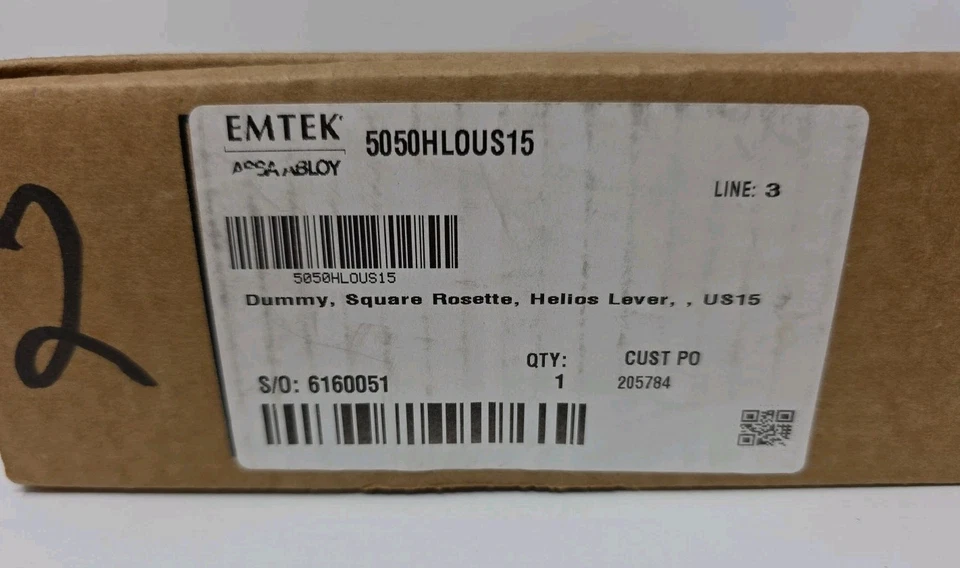 2
EMTEK
ASSA ABLOY
5050HLOUS15
LINE: 3
5050HLOUS15
Dummy, Square Rosette, Helios Lever, , US15
QTY:
1
CUST PO
205784
S/O: 6160051